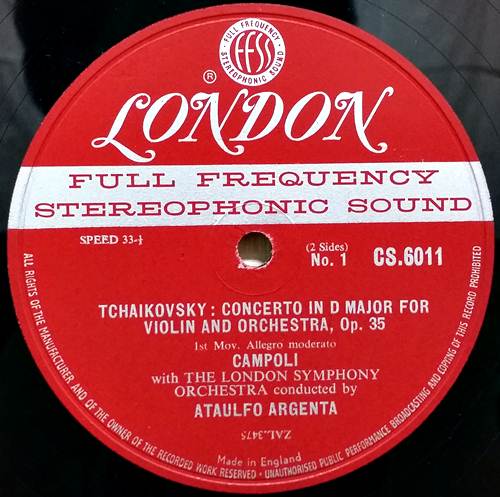 FULL FREQUENCY
FFSS
STEREOPHONIC SOUND
®
LONDON
FULL FREQUENCY
STEREOPHONIC SOUND
SPEED 33-⅓
(2 Sides)
No. 1
CS.6011
TCHAIKOVSKY : CONCERTO IN D MAJOR FOR
VIOLIN AND ORCHESTRA, Op. 35
1st Mov. Allegro moderato
CAMPOLI
with THE LONDON SYMPHONY
ORCHESTRA conducted by
ATAULFO ARGENTA
ZAL.3475
Made in England
ALL RIGHTS OF THE MANUFACTURER AND OF THE OWNER OF THE RECORDED WORK RESERVED · UNAUTHORISED PUBLIC PERFORMANCE BROADCASTING AND COPYING OF THIS RECORD PROHIBITED